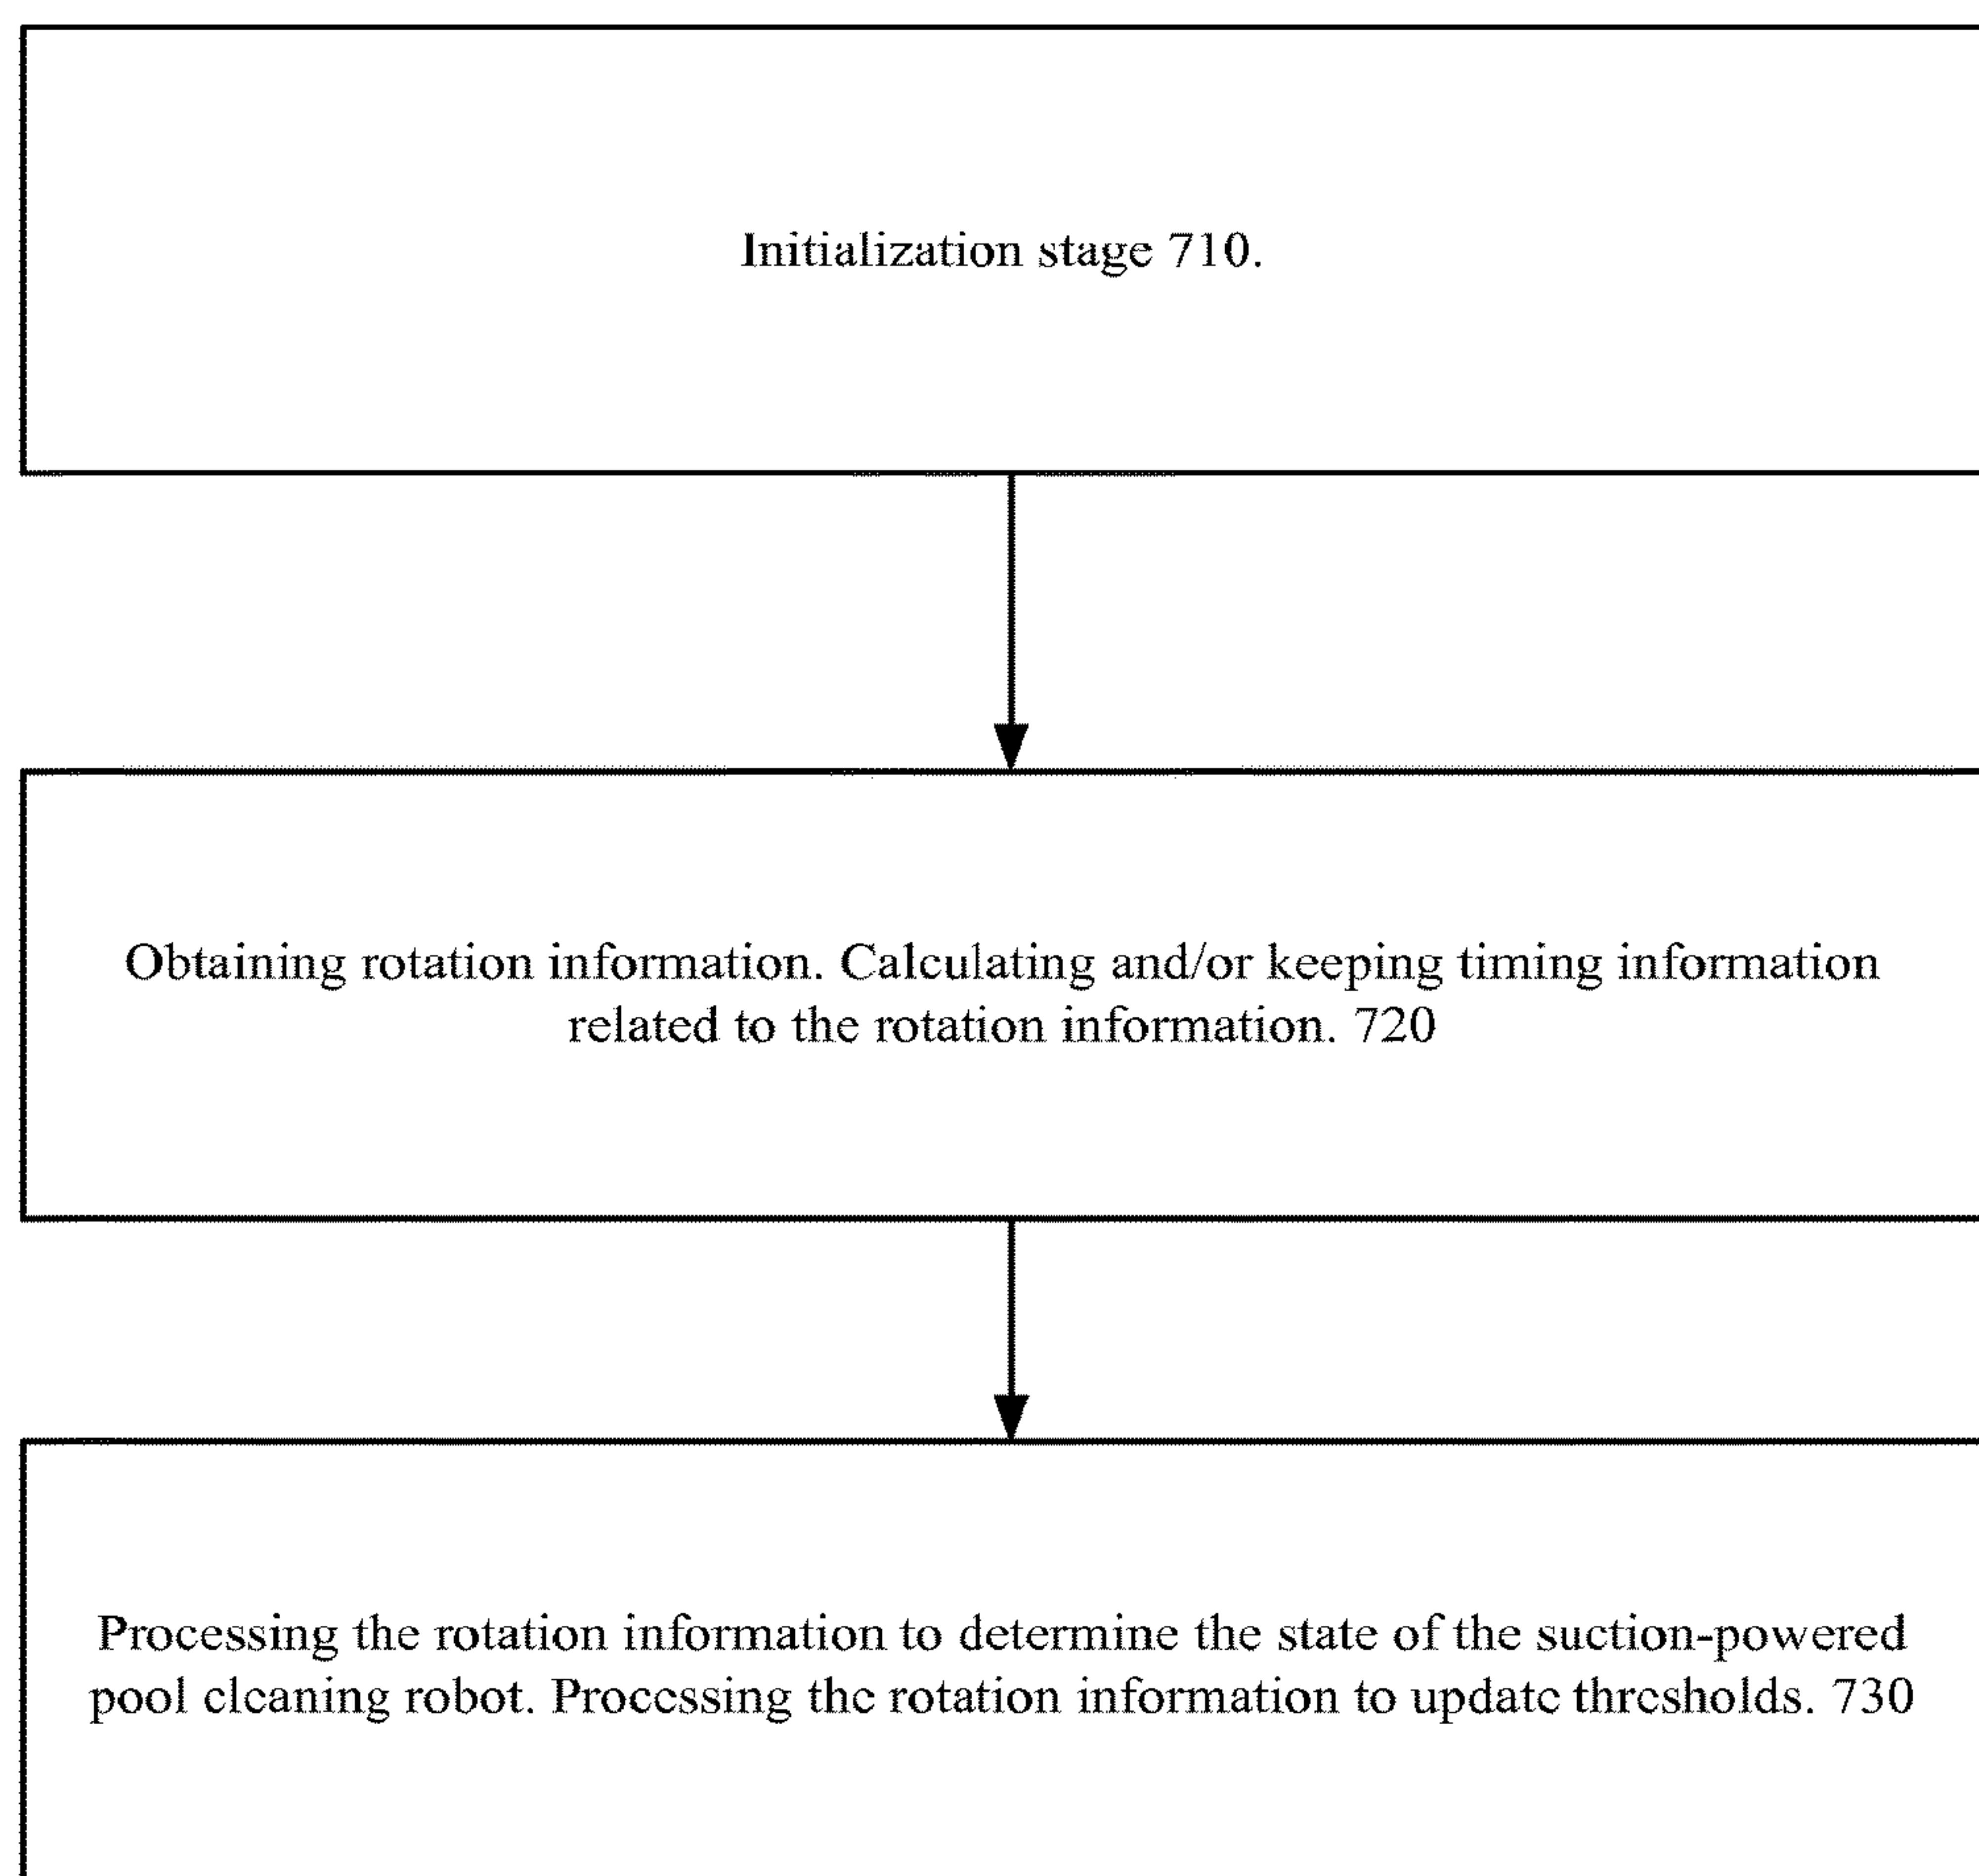 Initialization stage 710.
Obtaining rotation information. Calculating and/or keeping timing information
related to the rotation information. 720
Processing the rotation information to determine the state of the suction-powered
pool cleaning robot. Processing the rotation information to update thresholds. 730